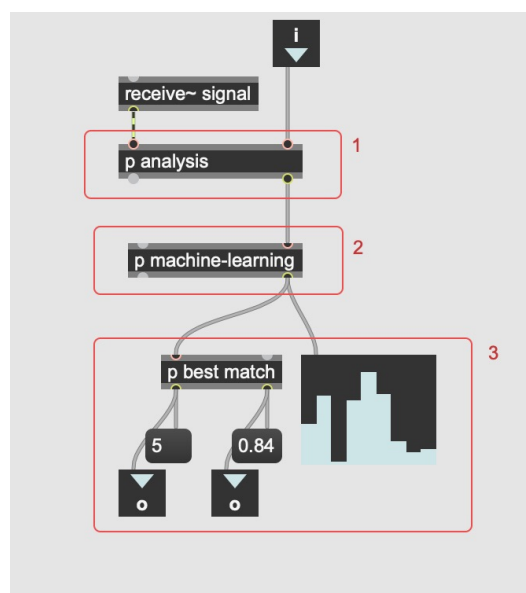 i
receive~ signal
1
p analysis
2
p machine-learning
3
p best match
5
0.84
o
o